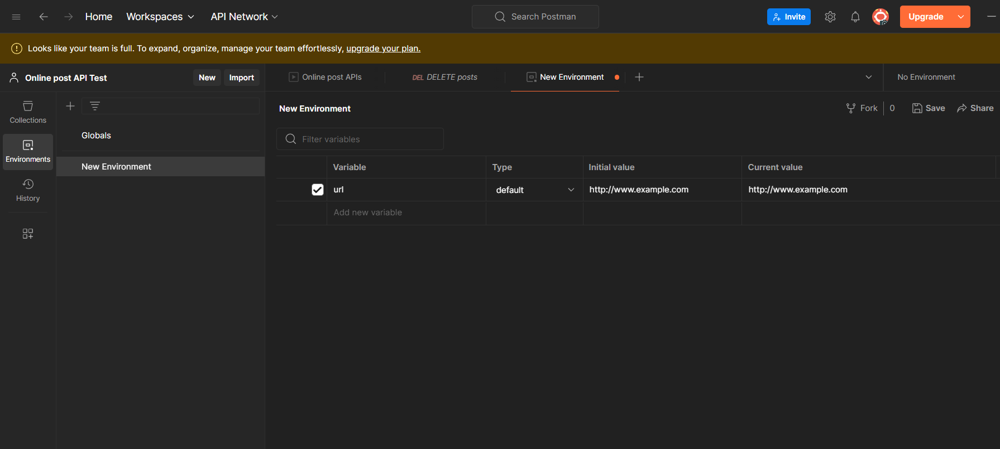 Home Workspaces API Network Search Postman Invite Upgrade
Looks like your team is full. To expand, organize, manage your team effortlessly, upgrade your plan.
Online post API Test New Import Online post APIs DEL DELETE posts New Environment No Environment
Collections
Environments
History
Globals
New Environment
New Environment Fork 0 Save Share
Filter variables
Variable Type Initial value Current value
url default http://www.example.com http://www.example.com
Add new variable